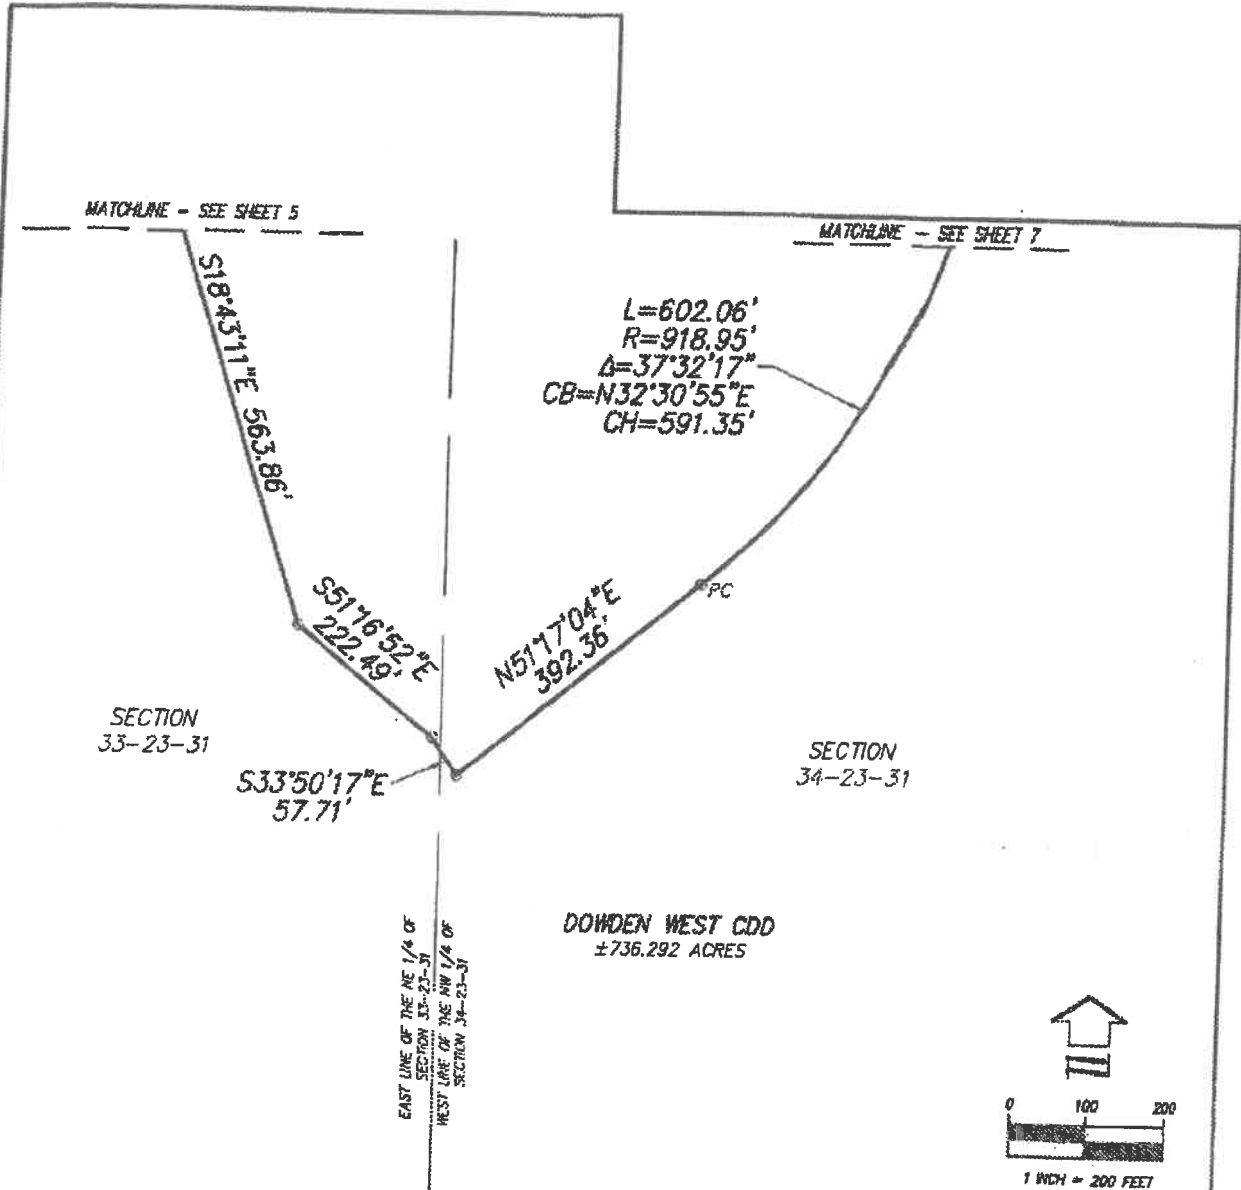 MATCHLINE - SEE SHEET 5
MATCHLINE - SEE SHEET 7
S18°43'11"E 563.86'
L=602.06'
R=918.95'
Δ=37°32'17"
CB=N32°30'55"E
CH=591.35'
S51°16'52"E
222.49'
N51°17'04"E
392.36'
PC
SECTION
33-23-31
SECTION
34-23-31
S33°50'17"E
57.71'
DOWDEN WEST CDD
±736.292 ACRES
EAST LINE OF THE NE 1/4 OF
SECTION 33-23-31
WEST LINE OF THE NW 1/4 OF
SECTION 34-23-31
0 100 200
1 INCH = 200 FEET